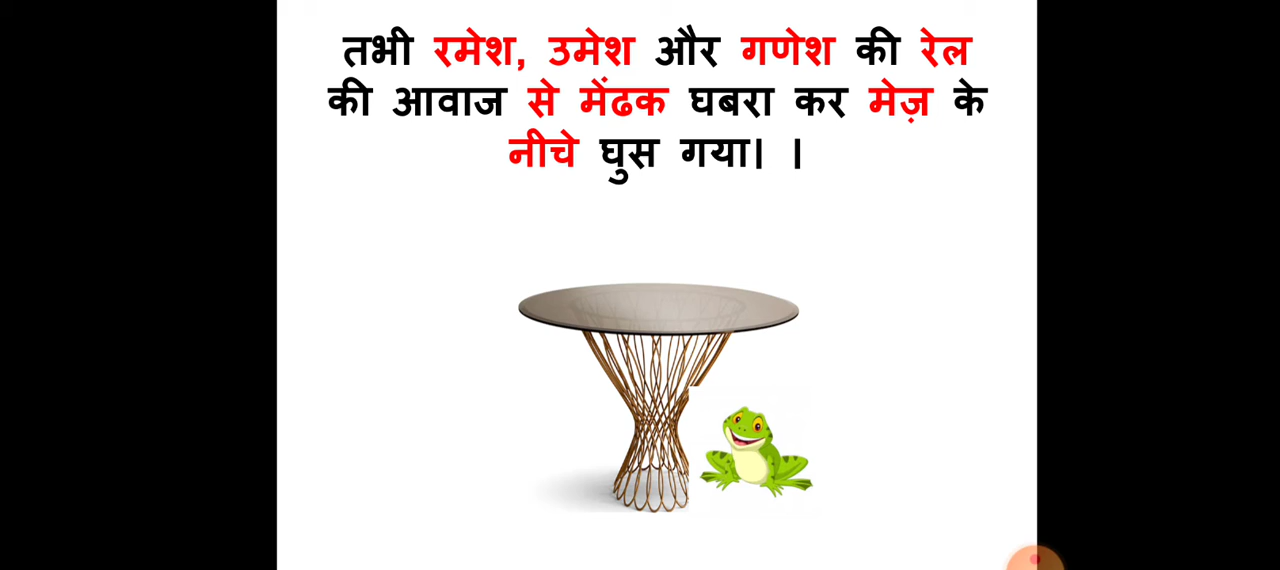 तभी रमेश, उमेश और गणेश की रेल
की आवाज से मेंढक घबरा कर मेज़ के
नीचे घुस गया। ।